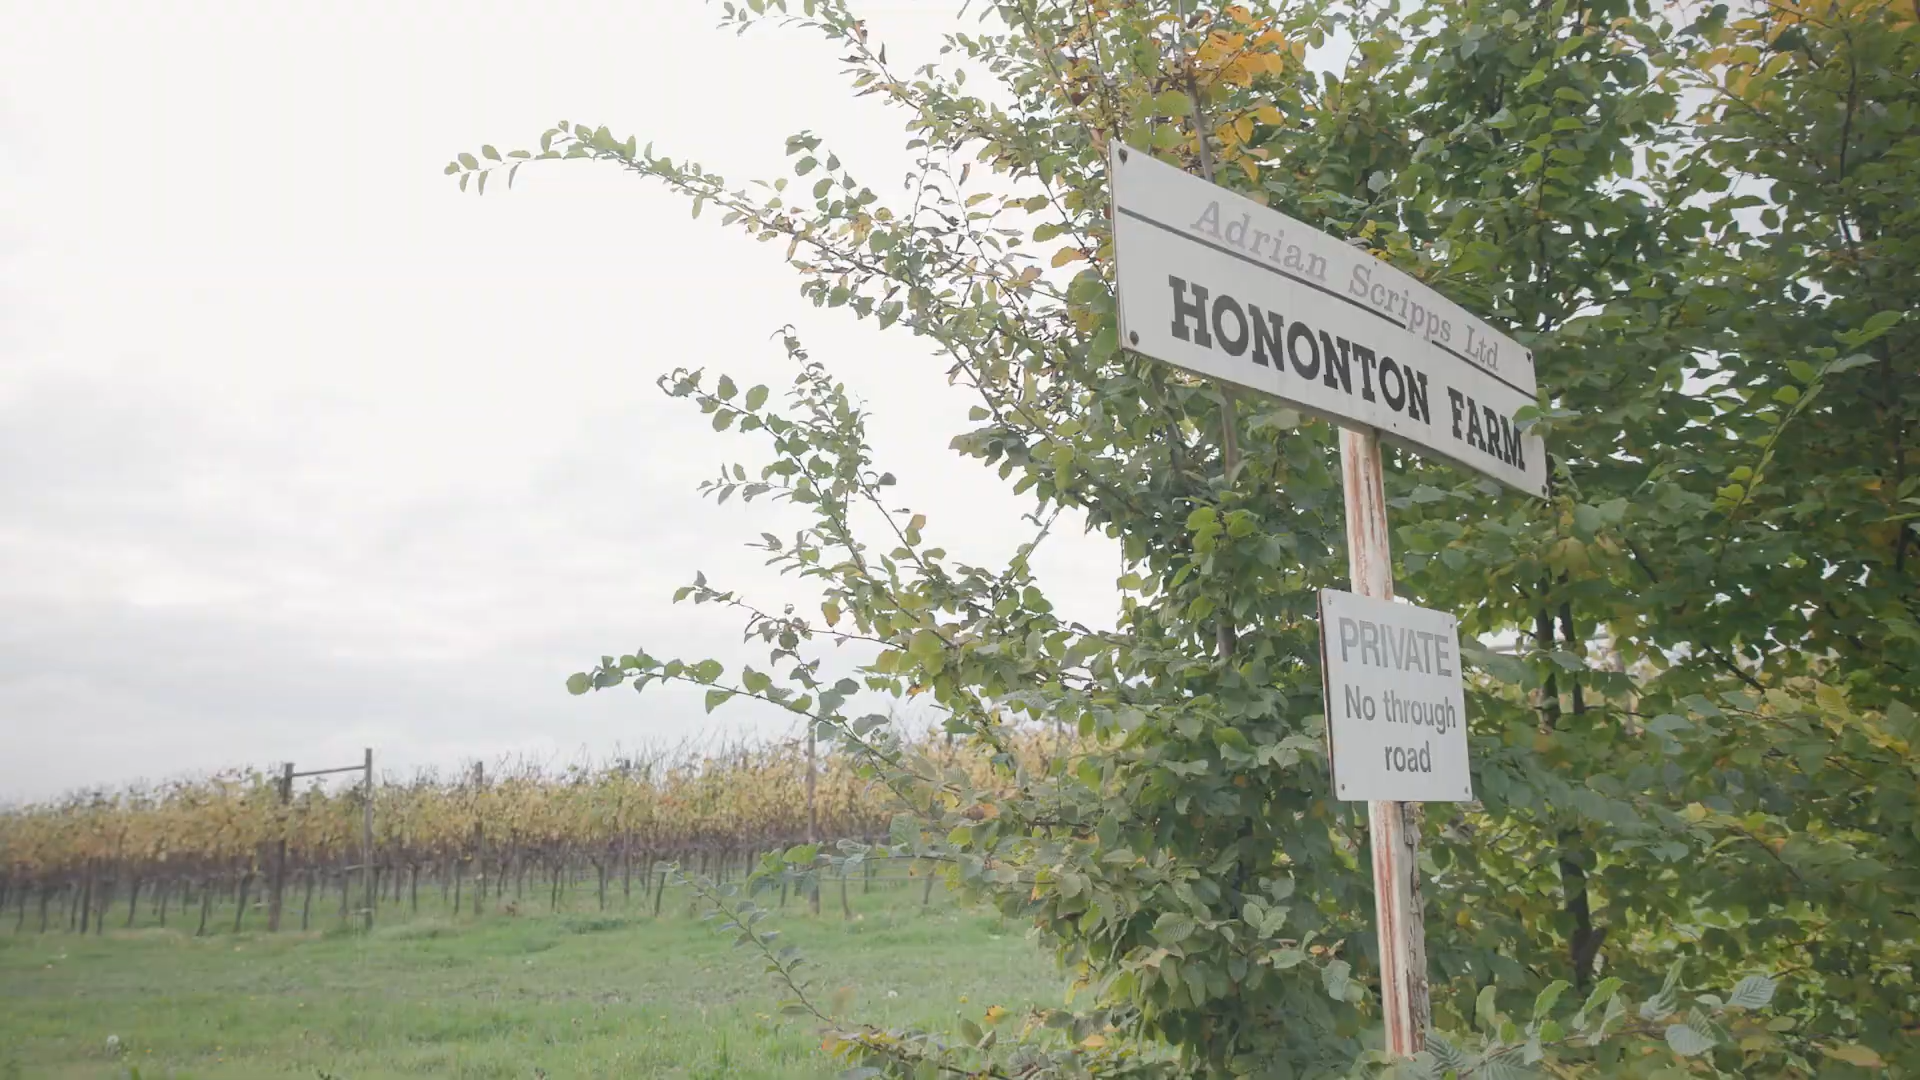 Adrian Scripps Ltd
HONONTON FARM
PRIVATE
No through
road